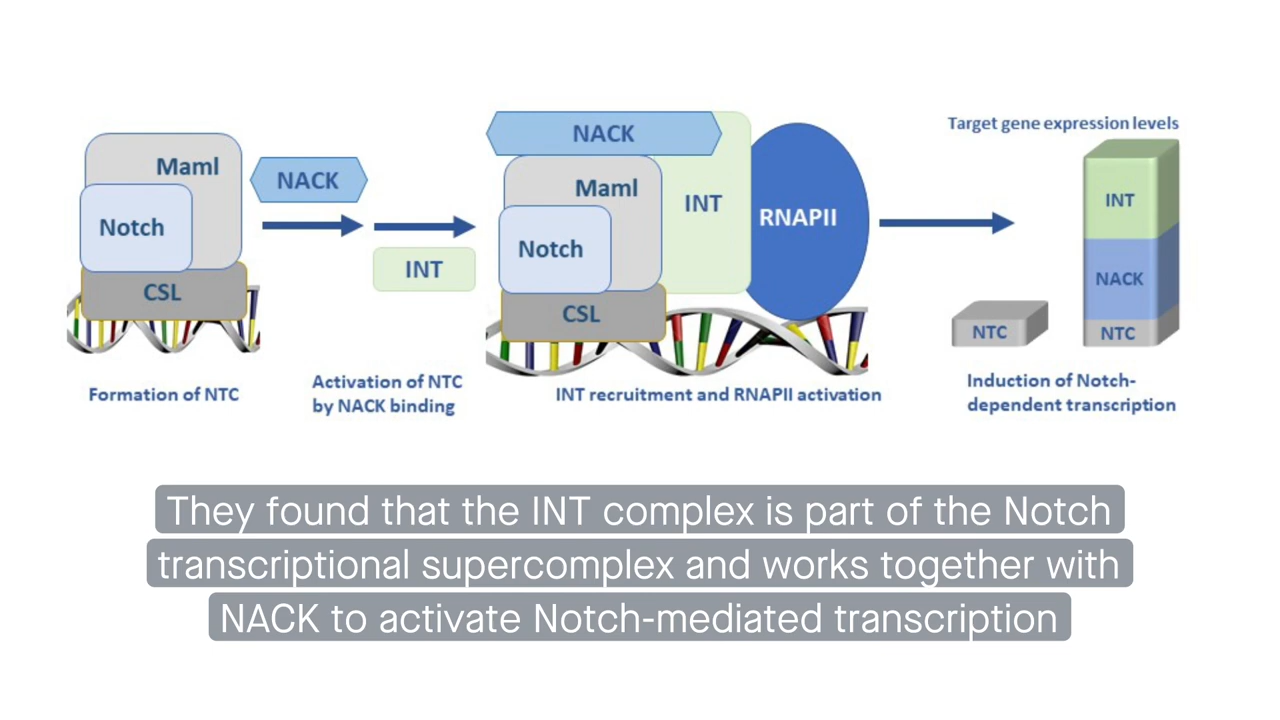 Maml
Notch
CSL
Formation of NTC
NACK
INT
Activation of NTC
by NACK binding
NACK
Maml
INT
RNAPII
Notch
CSL
INT recruitment and RNAPII activation
Target gene expression levels
INT
NACK
NTC
NTC
Induction of Notch-
dependent transcription
They found that the INT complex is part of the Notch
transcriptional supercomplex and works together with
NACK to activate Notch-mediated transcription